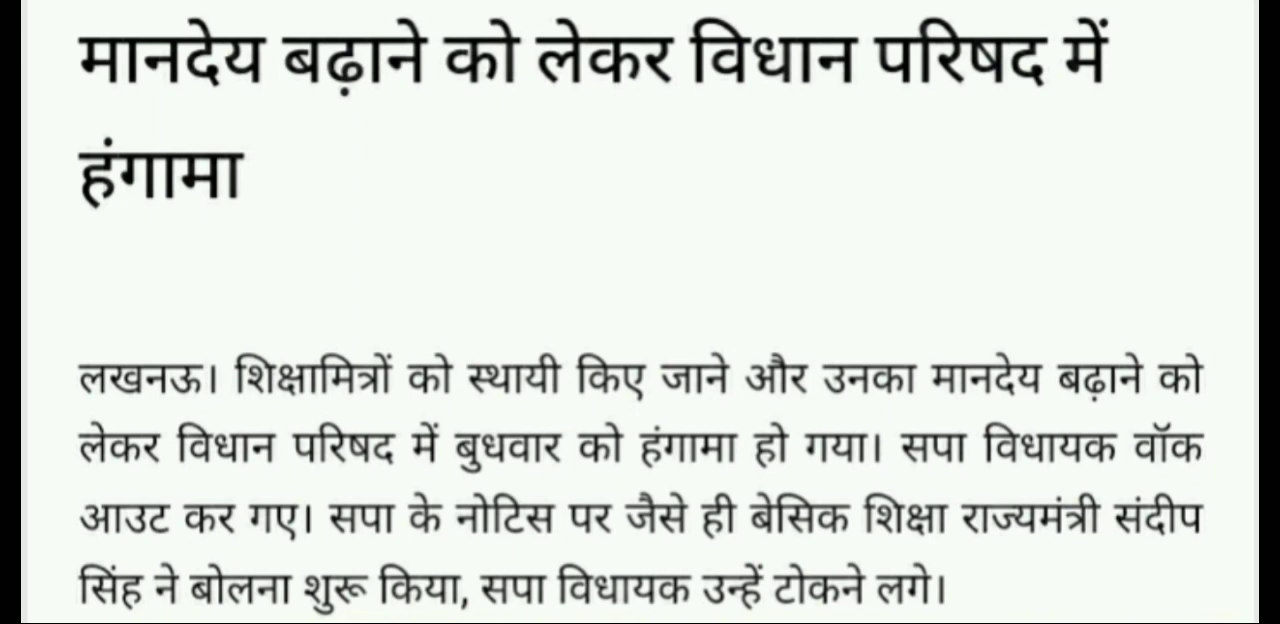 मानदेय बढ़ाने को लेकर विधान परिषद में
हंगामा
लखनऊ। शिक्षामित्रों को स्थायी किए जाने और उनका मानदेय बढ़ाने को
लेकर विधान परिषद में बुधवार को हंगामा हो गया। सपा विधायक वॉक
आउट कर गए। सपा के नोटिस पर जैसे ही बेसिक शिक्षा राज्यमंत्री संदीप
सिंह ने बोलना शुरू किया, सपा विधायक उन्हें टोकने लगे।